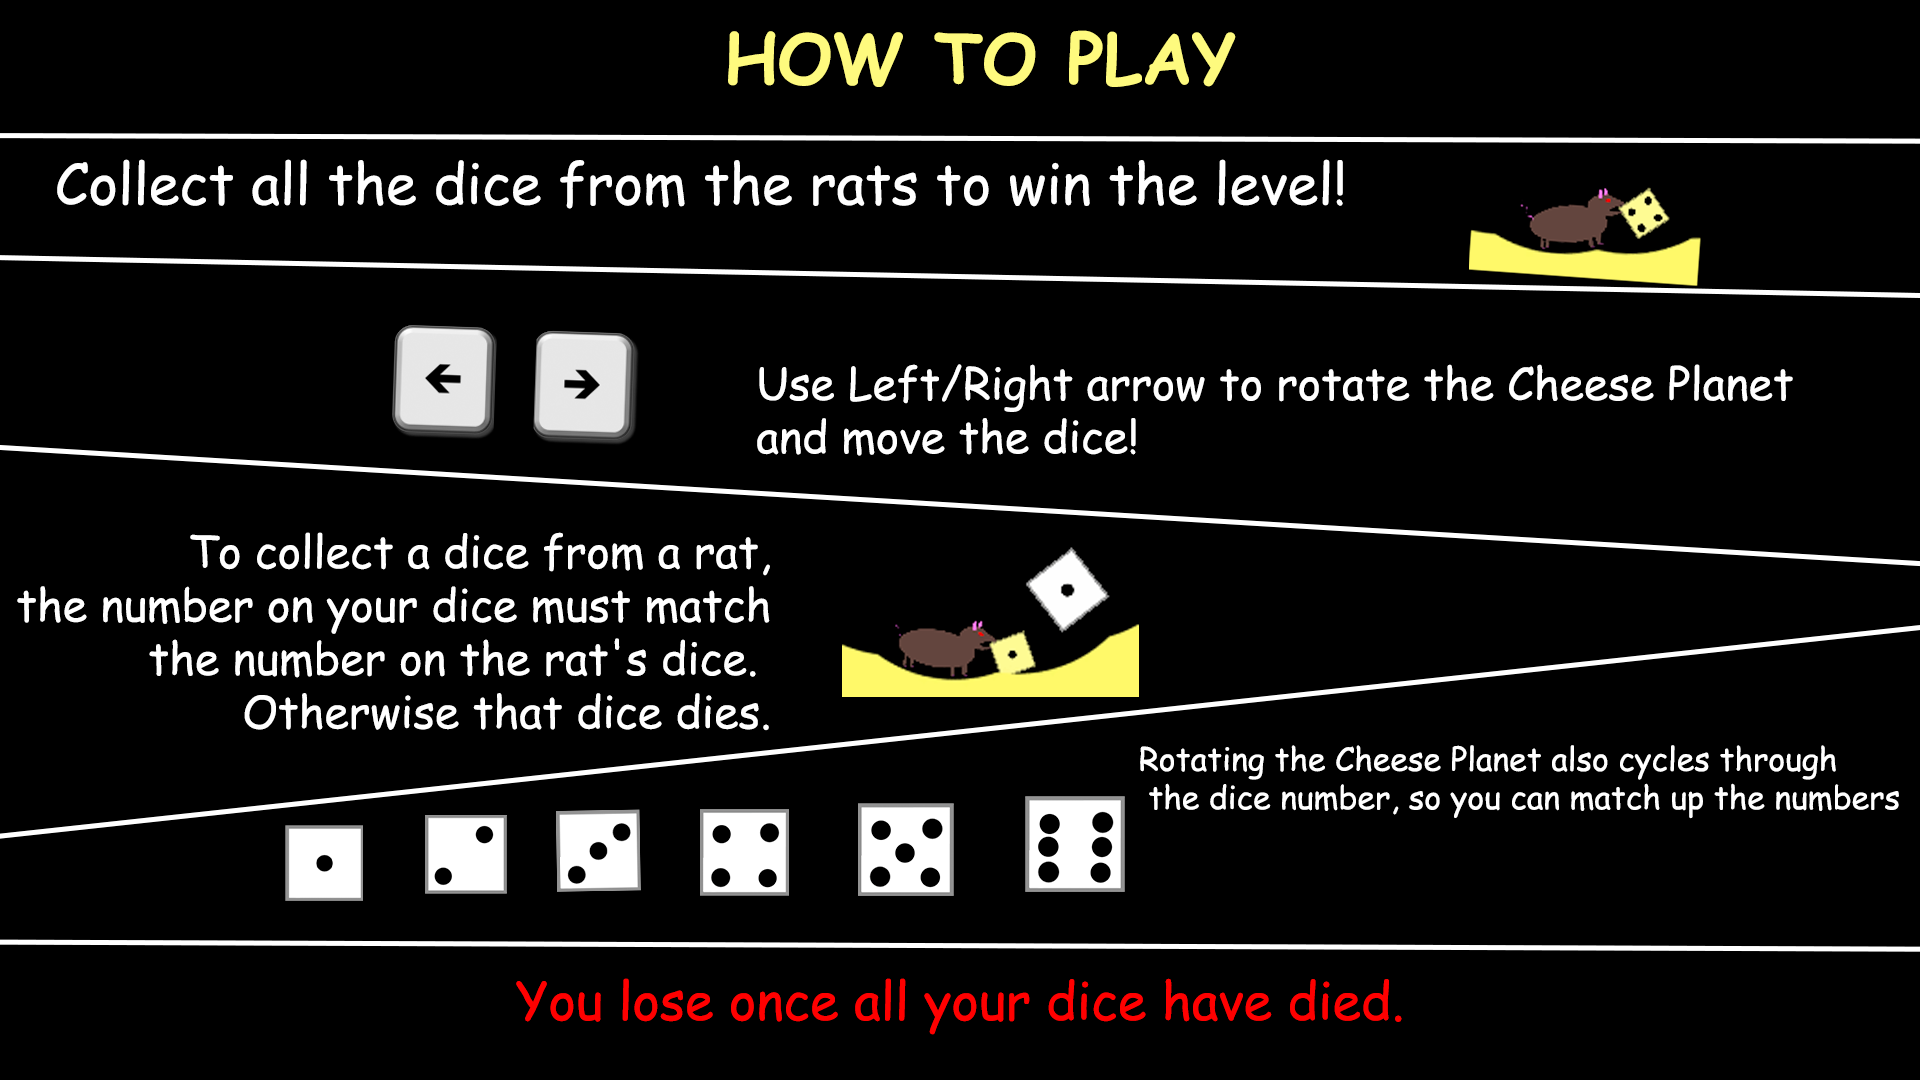 HOW TO PLAY
Collect all the dice from the rats to win the level!
Use Left/Right arrow to rotate the Cheese Planet
and move the dice!
To collect a dice from a rat,
the number on your dice must match
the number on the rat's dice.
Otherwise that dice dies.
Rotating the Cheese Planet also cycles through
the dice number, so you can match up the numbers
You lose once all your dice have died.